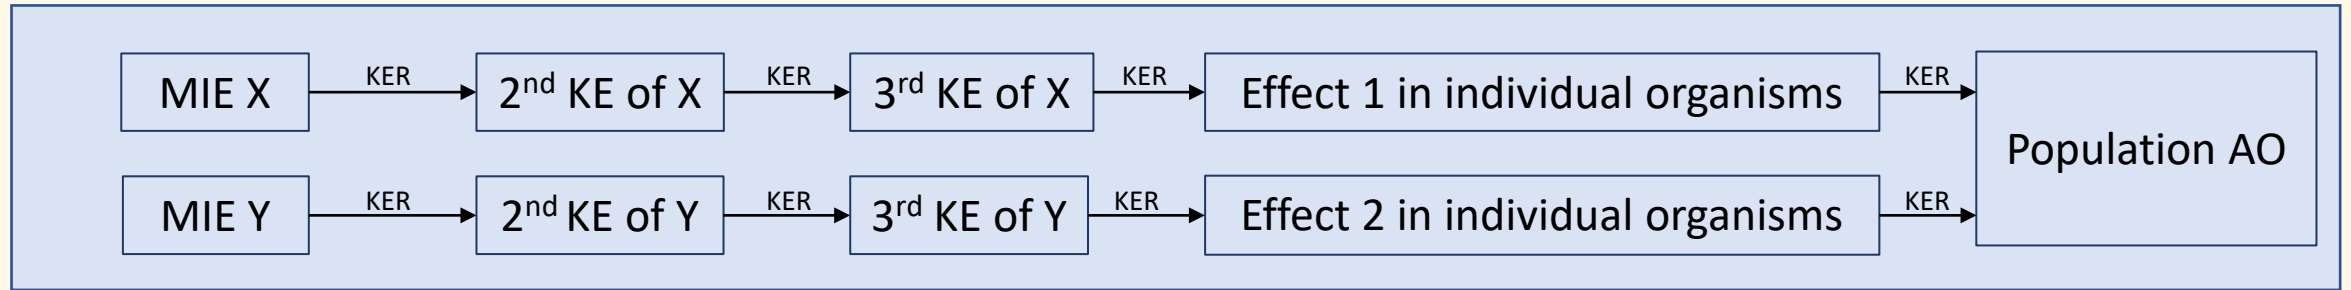 MIE X KER 2nd KE of X KER 3rd KE of X KER Effect 1 in individual organisms KER
Population AO
MIE Y KER 2nd KE of Y KER 3rd KE of Y KER Effect 2 in individual organisms KER